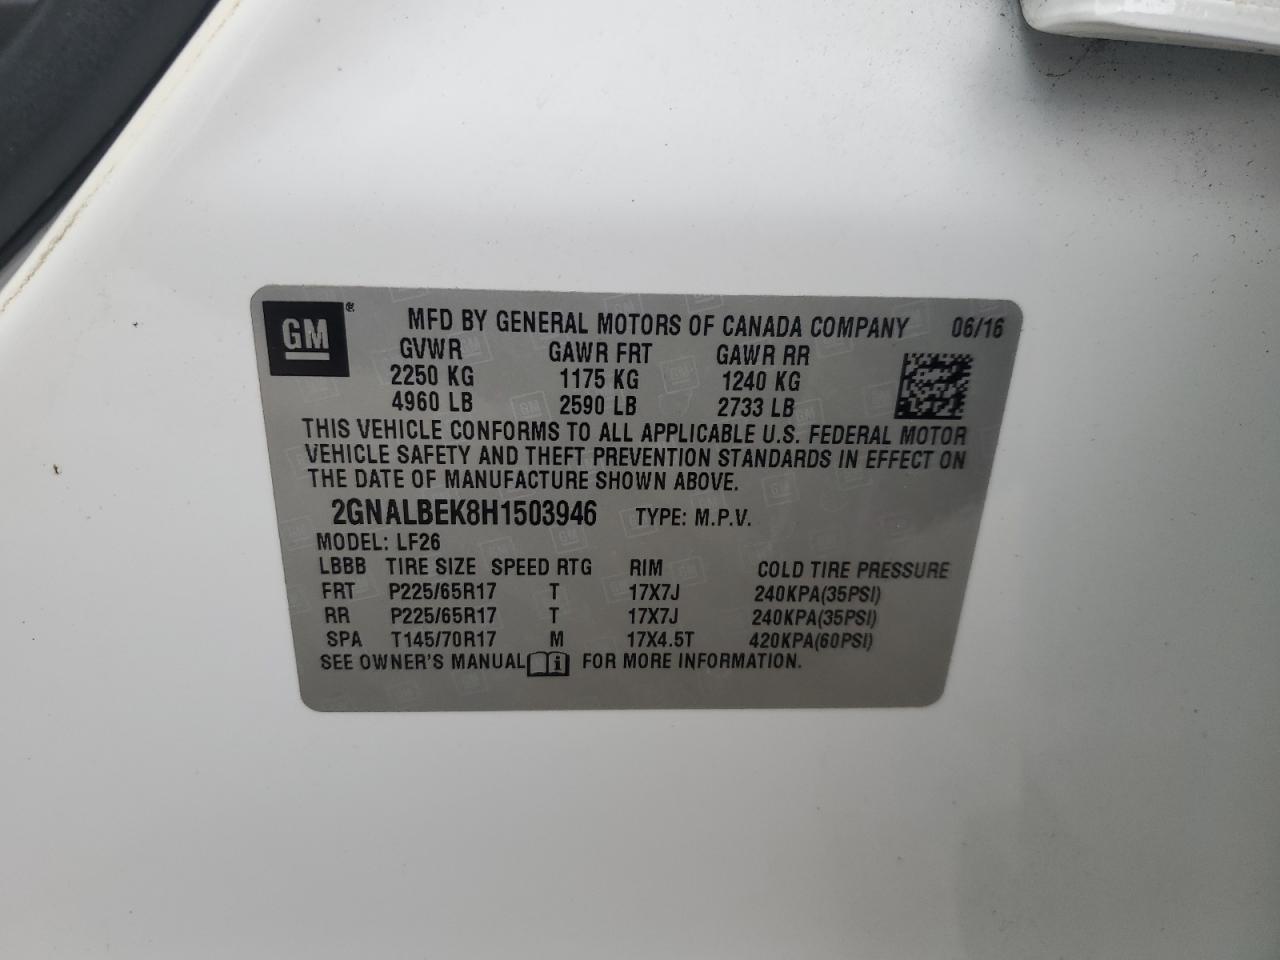 GM®
MFD BY GENERAL MOTORS OF CANADA COMPANY 06/16
GVWR GAWR FRT GAWR RR
2250 KG 1175 KG 1240 KG
4960 LB 2590 LB 2733 LB
THIS VEHICLE CONFORMS TO ALL APPLICABLE U.S. FEDERAL MOTOR
VEHICLE SAFETY AND THEFT PREVENTION STANDARDS IN EFFECT ON
THE DATE OF MANUFACTURE SHOWN ABOVE.
2GNALBEK8H1503946 TYPE: M.P.V.
MODEL: LF26
LBBB TIRE SIZE SPEED RTG RIM COLD TIRE PRESSURE
FRT P225/65R17 T 17X7J 240KPA(35PSI)
RR P225/65R17 T 17X7J 240KPA(35PSI)
SPA T145/70R17 M 17X4.5T 420KPA(60PSI)
SEE OWNER'S MANUAL i FOR MORE INFORMATION.